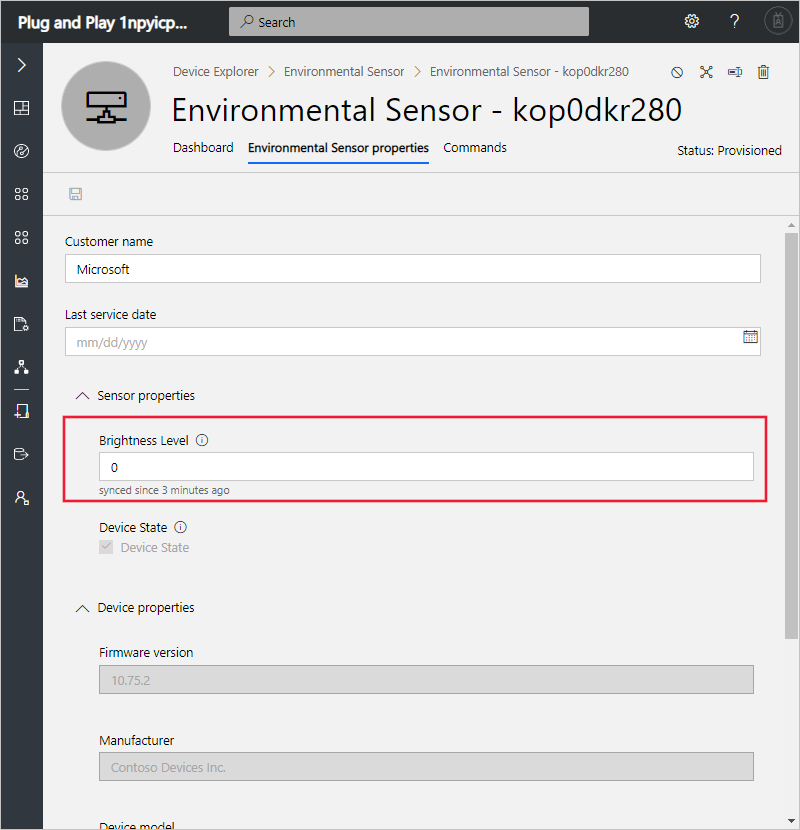 Plug and Play 1npyicp...
Search
?
Device Explorer > Environmental Sensor > Environmental Sensor - kop0dkr280
Environmental Sensor - kop0dkr280
Dashboard Environmental Sensor properties Commands
Status: Provisioned
Customer name
Microsoft
Last service date
mm/dd/yyyy
Sensor properties
Brightness Level
0
synced since 3 minutes ago
Device State
Device State
Device properties
Firmware version
10.75.2
Manufacturer
Contoso Devices Inc.
Device model